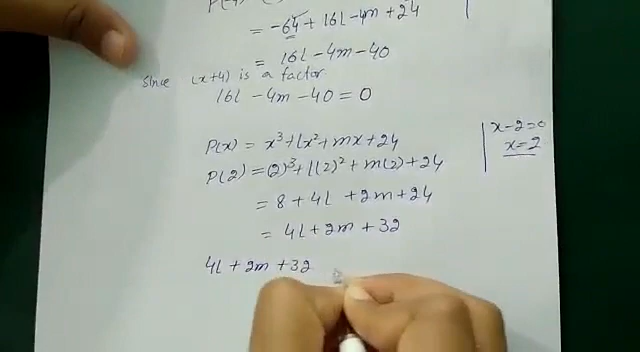 = -64 + 16l - 4m + 24
= 16l - 4m - 40
Since (x+4) is a factor
16l - 4m - 40 = 0
P(x) = x³ + lx² + mx + 24
x - 2 = 0
x = 2
P(2) = (2)³ + l(2)² + m(2) + 24
= 8 + 4l + 2m + 24
= 4l + 2m + 32
4l + 2m + 32